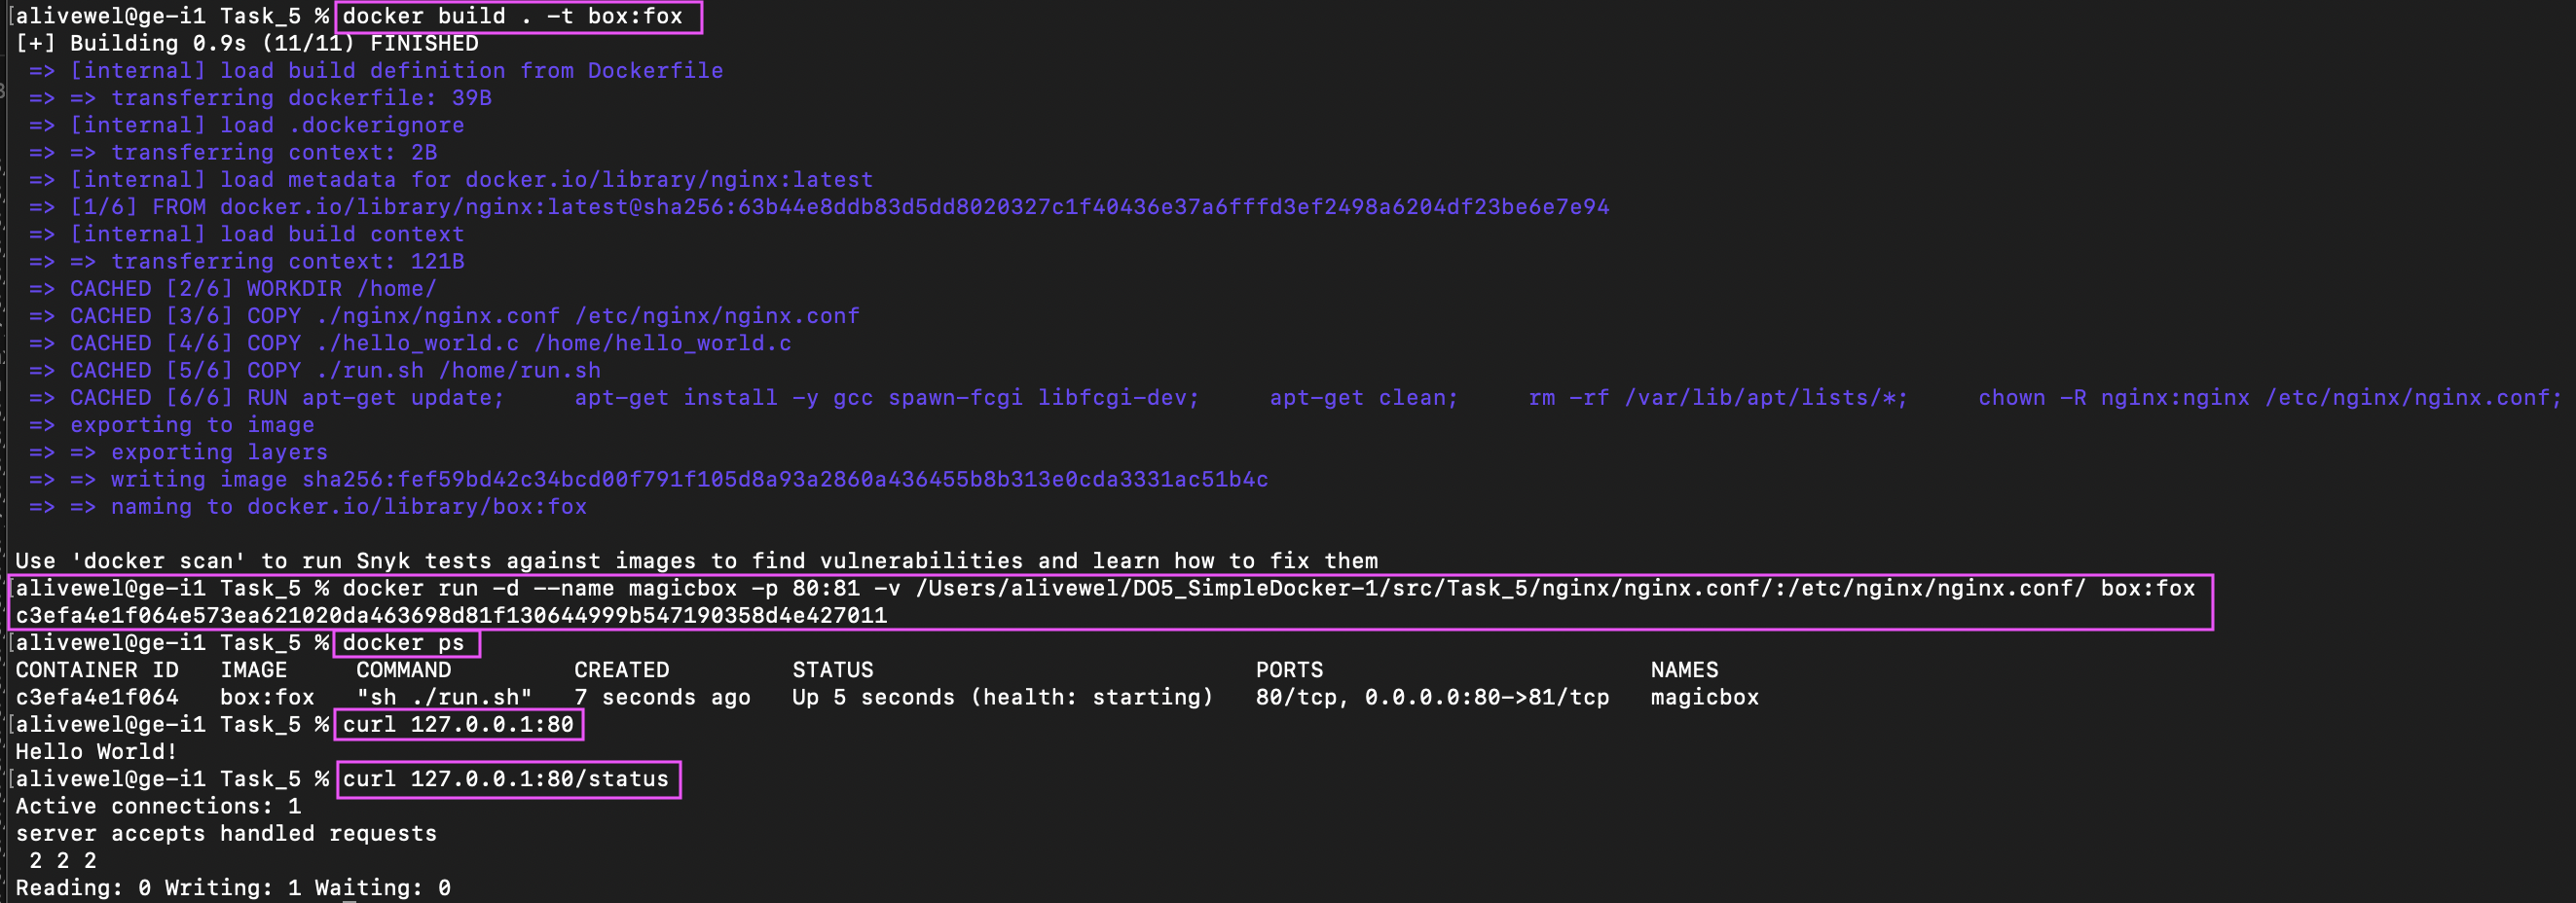 [alivewel@ge-i1 Task_5 % docker build . -t box:fox
[+] Building 0.9s (11/11) FINISHED
=> [internal] load build definition from Dockerfile
=> => transferring dockerfile: 39B
=> [internal] load .dockerignore
=> => transferring context: 2B
=> [internal] load metadata for docker.io/library/nginx:latest
=> [1/6] FROM docker.io/library/nginx:latest@sha256:63b44e8ddb83d5dd8020327c1f40436e37a6fffd3ef2498a6204df23be6e7e94
=> [internal] load build context
=> => transferring context: 121B
=> CACHED [2/6] WORKDIR /home/
=> CACHED [3/6] COPY ./nginx/nginx.conf /etc/nginx/nginx.conf
=> CACHED [4/6] COPY ./hello_world.c /home/hello_world.c
=> CACHED [5/6] COPY ./run.sh /home/run.sh
=> CACHED [6/6] RUN apt-get update;     apt-get install -y gcc spawn-fcgi libfcgi-dev;     apt-get clean;     rm -rf /var/lib/apt/lists/*;     chown -R nginx:nginx /etc/nginx/nginx.conf;
=> exporting to image
=> => exporting layers
=> => writing image sha256:fef59bd42c34bcd00f791f105d8a93a2860a436455b8b313e0cda3331ac51b4c
=> => naming to docker.io/library/box:fox
Use 'docker scan' to run Snyk tests against images to find vulnerabilities and learn how to fix them
[alivewel@ge-i1 Task_5 % docker run -d --name magicbox -p 80:81 -v /Users/alivewel/DO5_SimpleDocker-1/src/Task_5/nginx/nginx.conf/:/etc/nginx/nginx.conf/ box:fox
c3efa4e1f064e573ea621020da463698d81f130644999b547190358d4e427011
[alivewel@ge-i1 Task_5 % docker ps
CONTAINER ID   IMAGE     COMMAND         CREATED         STATUS                            PORTS                        NAMES
c3efa4e1f064   box:fox   "sh ./run.sh"   7 seconds ago   Up 5 seconds (health: starting)   80/tcp, 0.0.0.0:80->81/tcp   magicbox
[alivewel@ge-i1 Task_5 % curl 127.0.0.1:80
Hello World!
[alivewel@ge-i1 Task_5 % curl 127.0.0.1:80/status
Active connections: 1
server accepts handled requests
2 2 2
Reading: 0 Writing: 1 Waiting: 0